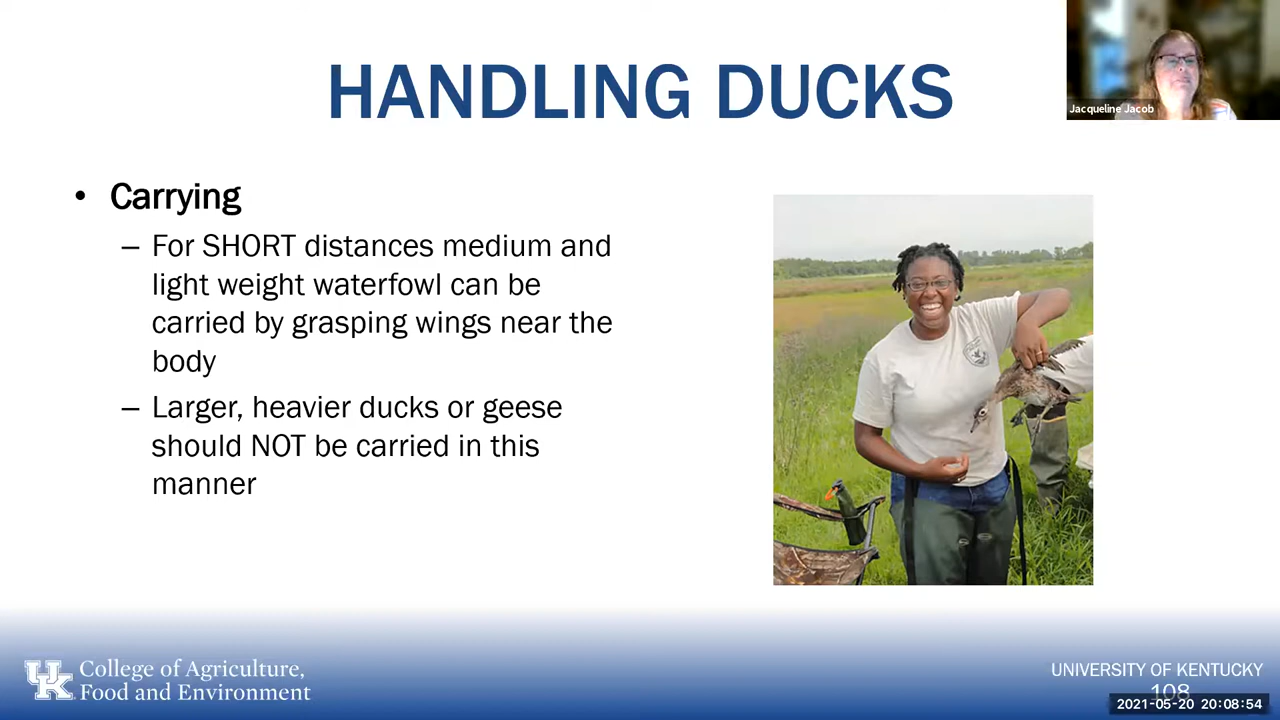 HANDLING DUCKS
Jacqueline Jacob
• Carrying
– For SHORT distances medium and
light weight waterfowl can be
carried by grasping wings near the
body
– Larger, heavier ducks or geese
should NOT be carried in this
manner
UK
College of Agriculture,
Food and Environment
UNIVERSITY OF KENTUCKY
108
2021-05-20 20:08:54